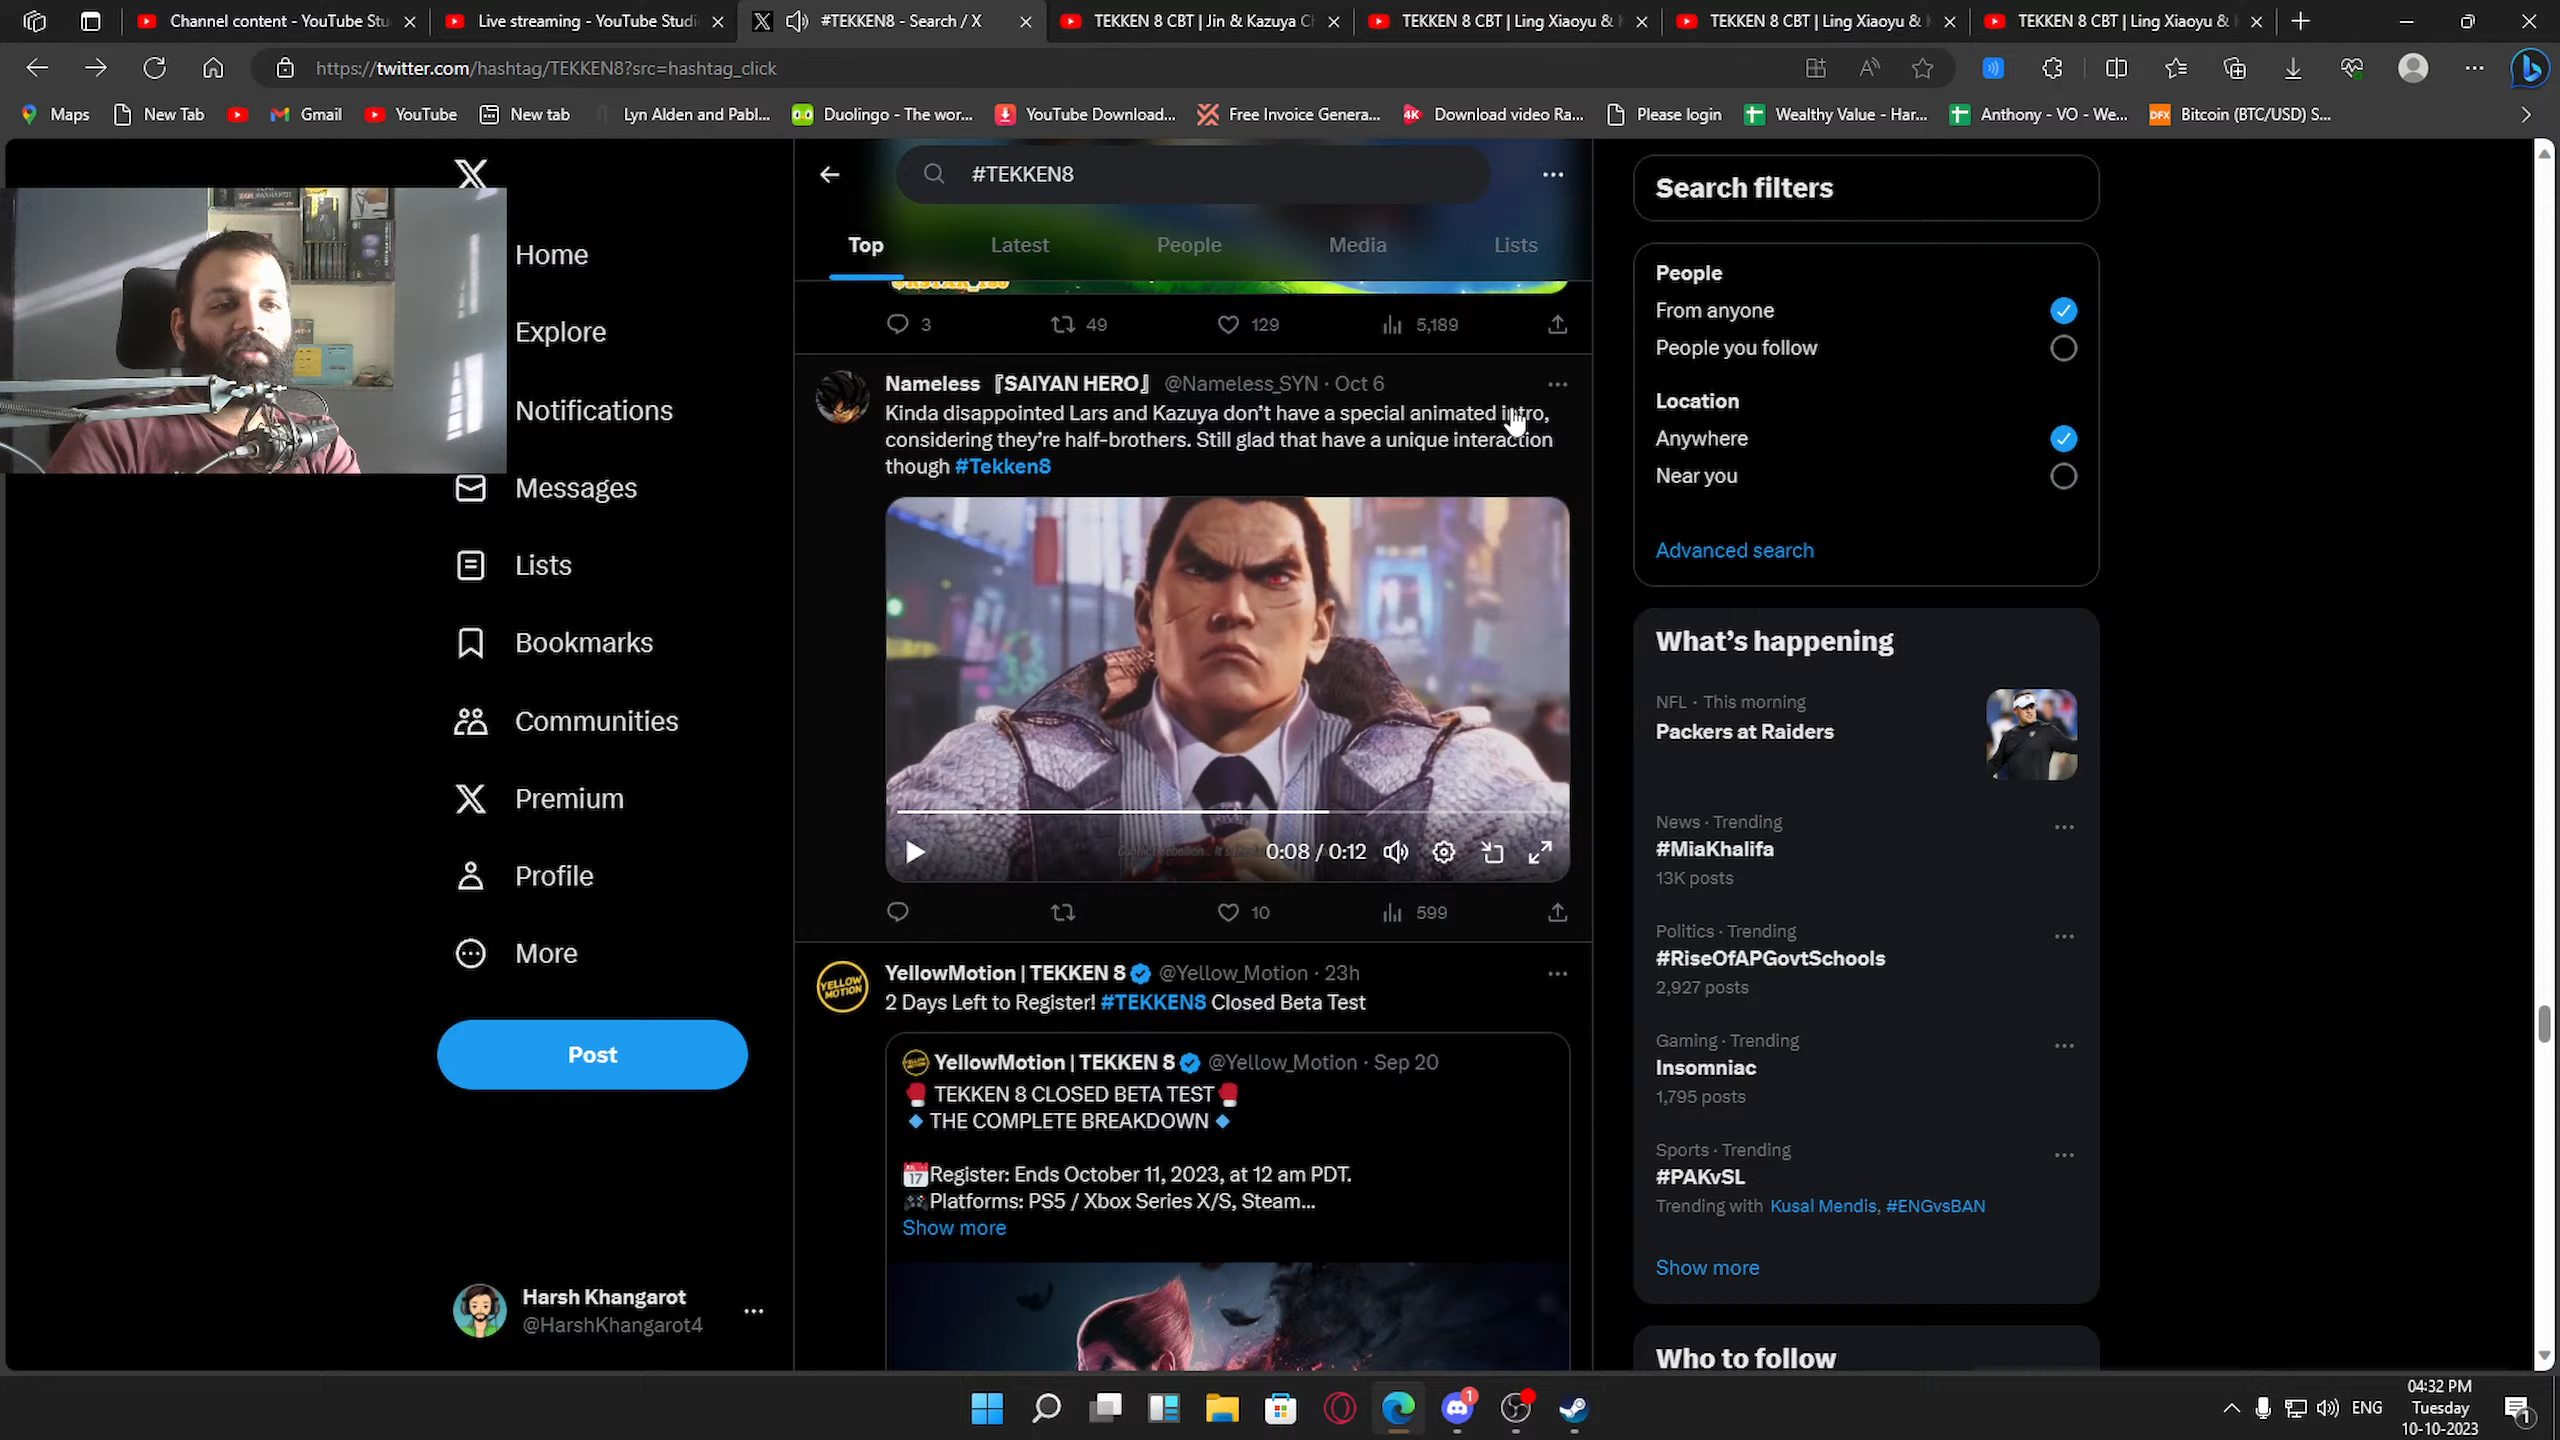 Channel content - YouTube Stu
Live streaming - YouTube Studi
#TEKKEN8 - Search / X
TEKKEN 8 CBT | Jin & Kazuya Ch
TEKKEN 8 CBT | Ling Xiaoyu &
TEKKEN 8 CBT | Ling Xiaoyu &
TEKKEN 8 CBT | Ling Xiaoyu &
https://twitter.com/hashtag/TEKKEN8?src=hashtag_click
Maps
New Tab
Gmail
YouTube
New tab
Lyn Alden and Pabl...
Duolingo - The wor...
YouTube Download...
Free Invoice Genera...
4K
Download video Ra...
Please login
Wealthy Value - Har...
Anthony - VO - We...
DFX
Bitcoin (BTC/USD) S...
Home
Explore
Notifications
Messages
Lists
Bookmarks
Communities
Premium
Profile
More
Post
Harsh Khangarot
@HarshKhangarot4
#TEKKEN8
Top
Latest
People
Media
Lists
3
49
129
5,189
Nameless 『SAIYAN HERO』 @Nameless_SYN · Oct 6
Kinda disappointed Lars and Kazuya don't have a special animated intro,
considering they're half-brothers. Still glad that have a unique interaction
though #Tekken8
0:08 / 0:12
10
599
YELLOW
MOTION
YellowMotion | TEKKEN 8 @Yellow_Motion · 23h
2 Days Left to Register! #TEKKEN8 Closed Beta Test
YellowMotion | TEKKEN 8 @Yellow_Motion · Sep 20
🥊 TEKKEN 8 CLOSED BETA TEST🥊
🔹THE COMPLETE BREAKDOWN🔹
📅Register: Ends October 11, 2023, at 12 am PDT.
🎮Platforms: PS5 / Xbox Series X/S, Steam...
Show more
Search filters
People
From anyone
People you follow
Location
Anywhere
Near you
Advanced search
What's happening
NFL · This morning
Packers at Raiders
News · Trending
#MiaKhalifa
13K posts
Politics · Trending
#RiseOfAPGovtSchools
2,927 posts
Gaming · Trending
Insomniac
1,795 posts
Sports · Trending
#PAKvSL
Trending with Kusal Mendis, #ENGvsBAN
Show more
Who to follow
1
ENG
04:32 PM
Tuesday
10-10-2023
1